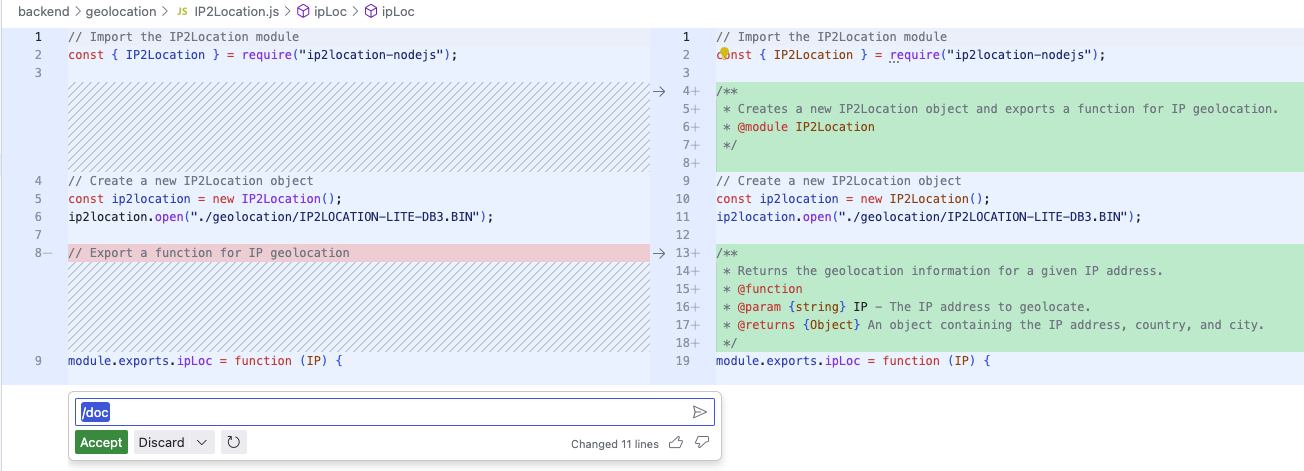 backend > geolocation > JS IP2Location.js > ipLoc > ipLoc
1 // Import the IP2Location module
2 const { IP2Location } = require("ip2location-nodejs");
3
4 // Create a new IP2Location object
5 const ip2location = new IP2Location();
6 ip2location.open("./geolocation/IP2LOCATION-LITE-DB3.BIN");
7
8— // Export a function for IP geolocation
9 module.exports.ipLoc = function (IP) {
1 // Import the IP2Location module
2 const { IP2Location } = require("ip2location-nodejs");
3
→ 4+ /**
5+ * Creates a new IP2Location object and exports a function for IP geolocation.
6+ * @module IP2Location
7+ */
8+
9 // Create a new IP2Location object
10 const ip2location = new IP2Location();
11 ip2location.open("./geolocation/IP2LOCATION-LITE-DB3.BIN");
12
→ 13+ /**
14+ * Returns the geolocation information for a given IP address.
15+ * @function
16+ * @param {string} IP - The IP address to geolocate.
17+ * @returns {Object} An object containing the IP address, country, and city.
18+ */
19 module.exports.ipLoc = function (IP) {
/doc
Accept Discard Changed 11 lines